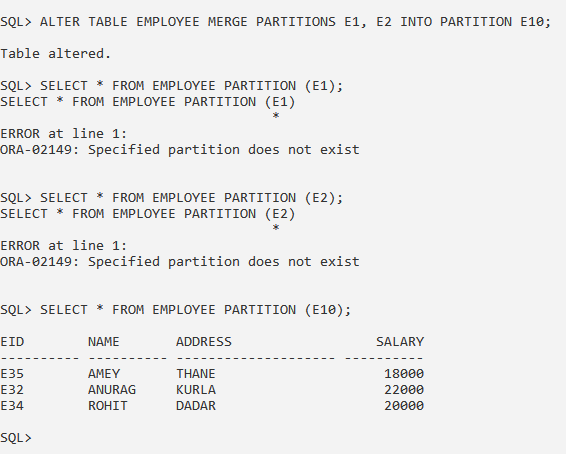 SQL> ALTER TABLE EMPLOYEE MERGE PARTITIONS E1, E2 INTO PARTITION E10;
Table altered.
SQL> SELECT * FROM EMPLOYEE PARTITION (E1);
SELECT * FROM EMPLOYEE PARTITION (E1)
*
ERROR at line 1:
ORA-02149: Specified partition does not exist
SQL> SELECT * FROM EMPLOYEE PARTITION (E2);
SELECT * FROM EMPLOYEE PARTITION (E2)
*
ERROR at line 1:
ORA-02149: Specified partition does not exist
SQL> SELECT * FROM EMPLOYEE PARTITION (E10);
EID        NAME       ADDRESS                  SALARY
---------- ---------- -------------------- ----------
E35        AMEY       THANE                     18000
E32        ANURAG     KURLA                     22000
E34        ROHIT      DADAR                     20000
SQL>